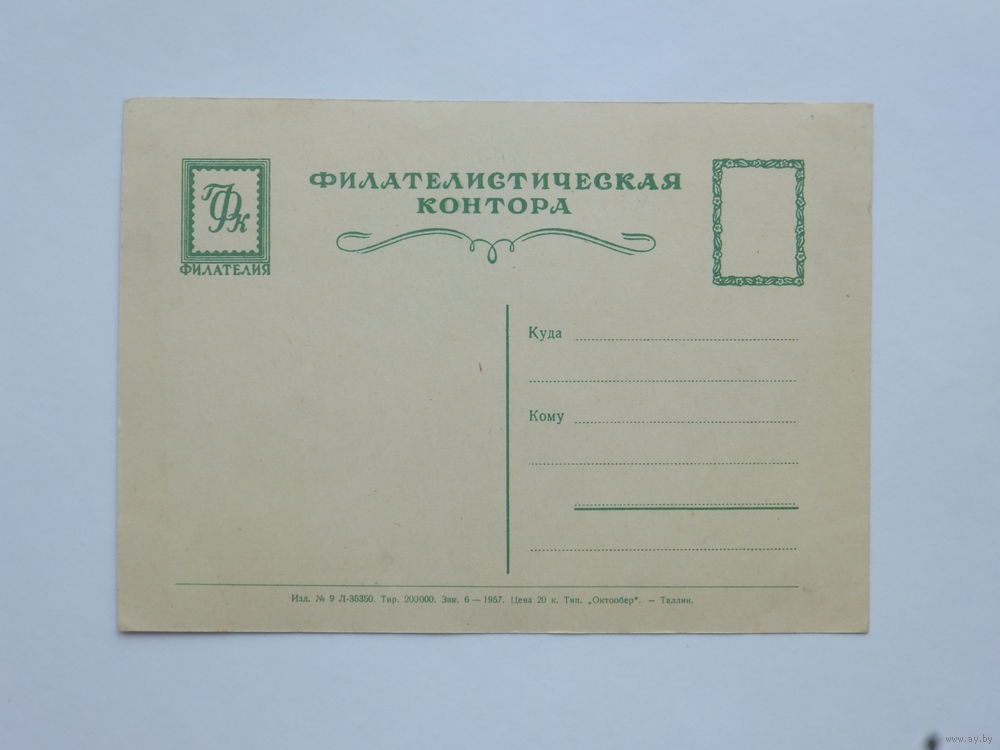 ГФК
ФИЛАТЕЛИЯ
ФИЛАТЕЛИСТИЧЕСКАЯ
КОНТОРА
Куда
Кому
Изд. № 9 Л-35350. Тир. 200000. Зак. 6 — 1957. Цена 20 к. Тип. „Октообер“. — Таллин.
www.ay.by